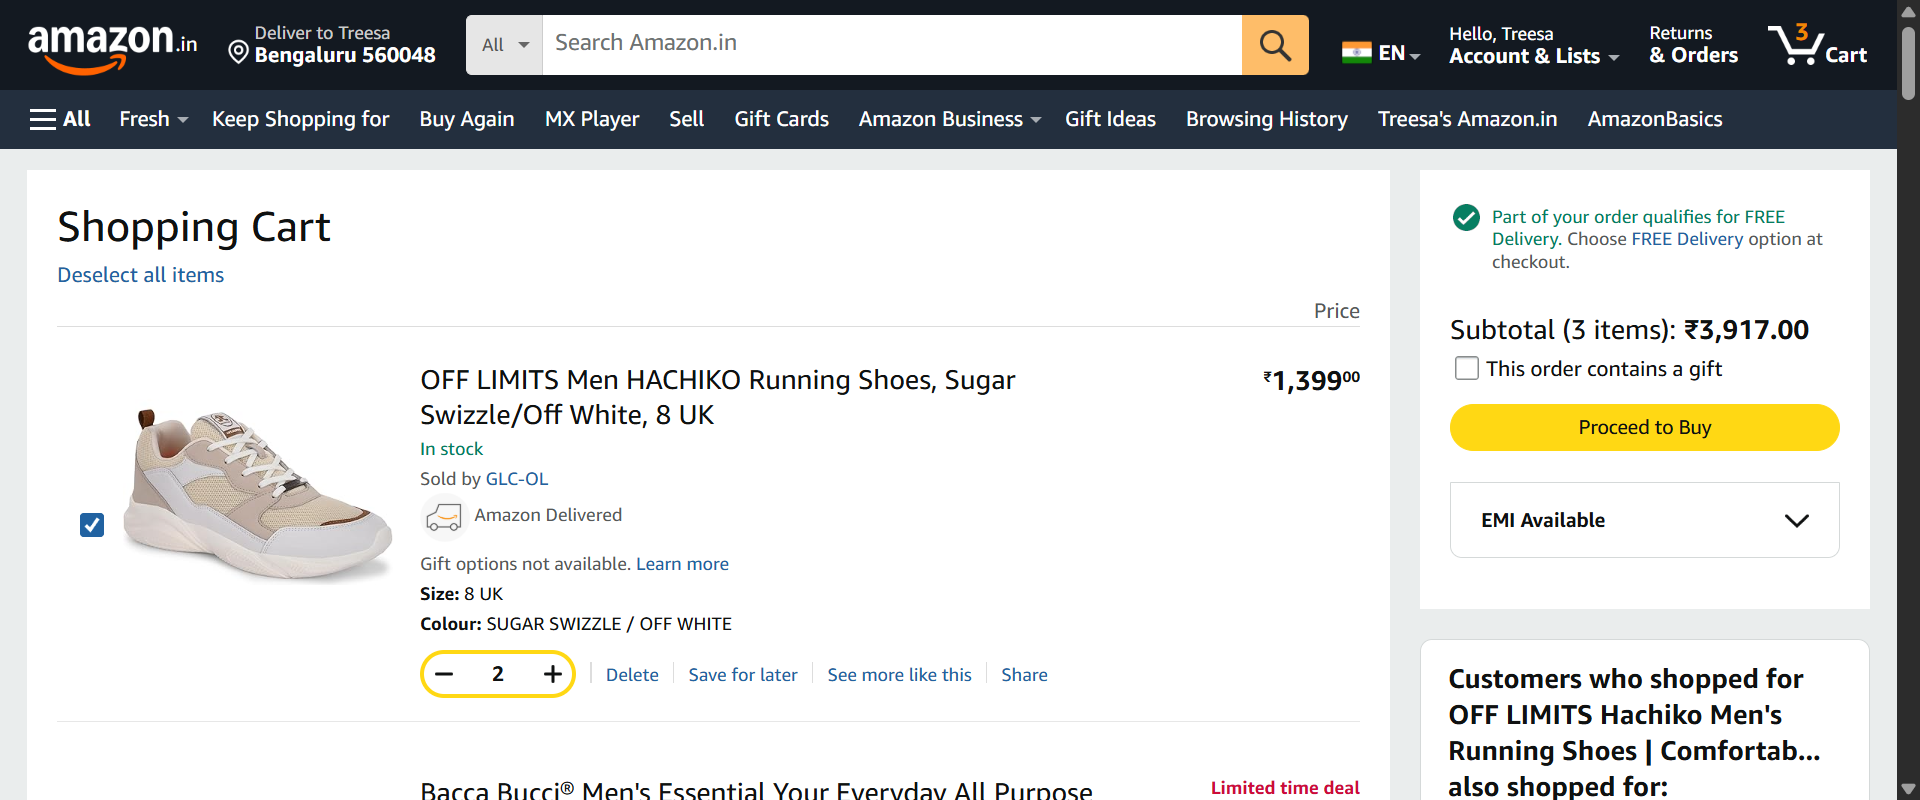 amazon.in
Deliver to Treesa
Bengaluru 560048
All
Search Amazon.in
EN
Hello, Treesa
Account & Lists
Returns
& Orders
3
Cart
All
Fresh
Keep Shopping for
Buy Again
MX Player
Sell
Gift Cards
Amazon Business
Gift Ideas
Browsing History
Treesa's Amazon.in
AmazonBasics
Shopping Cart
Deselect all items
Price
OFF LIMITS Men HACHIKO Running Shoes, Sugar
Swizzle/Off White, 8 UK
₹1,39900
In stock
Sold by GLC-OL
Amazon Delivered
Gift options not available. Learn more
Size: 8 UK
Colour: SUGAR SWIZZLE / OFF WHITE
2
Delete
Save for later
See more like this
Share
Bacca Bucci® Men's Essential Your Everyday All Purpose
Limited time deal
Part of your order qualifies for FREE
Delivery. Choose FREE Delivery option at
checkout.
Subtotal (3 items): ₹3,917.00
This order contains a gift
Proceed to Buy
EMI Available
Customers who shopped for
OFF LIMITS Hachiko Men's
Running Shoes | Comfortab...
also shopped for: